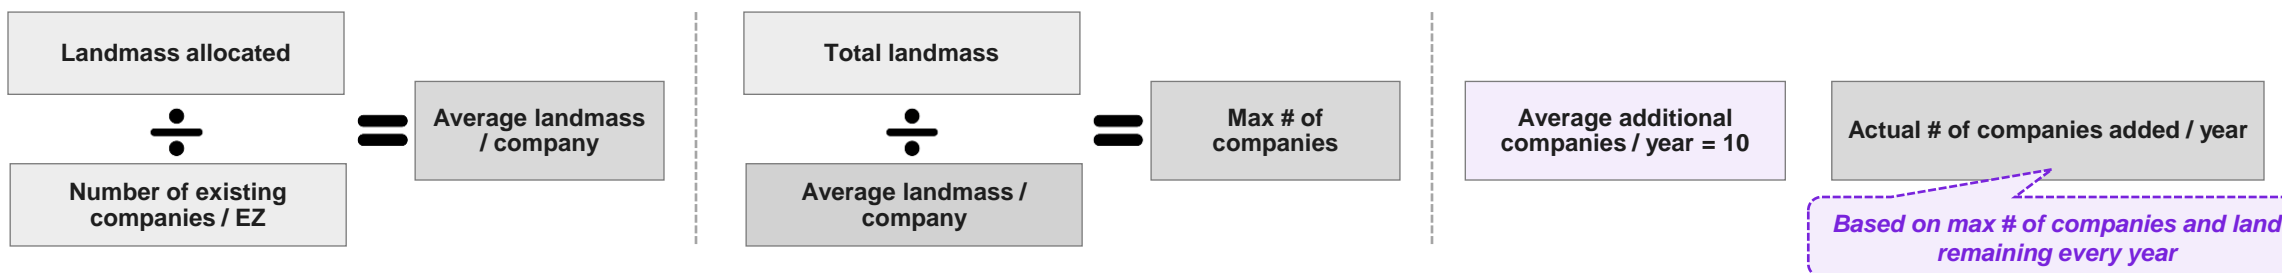 Landmass allocated
÷
Number of existing
companies / EZ
=
Average landmass
/ company
Total landmass
÷
Average landmass /
company
=
Max # of
companies
Average additional
companies / year = 10
Actual # of companies added / year
Based on max # of companies and land
remaining every year